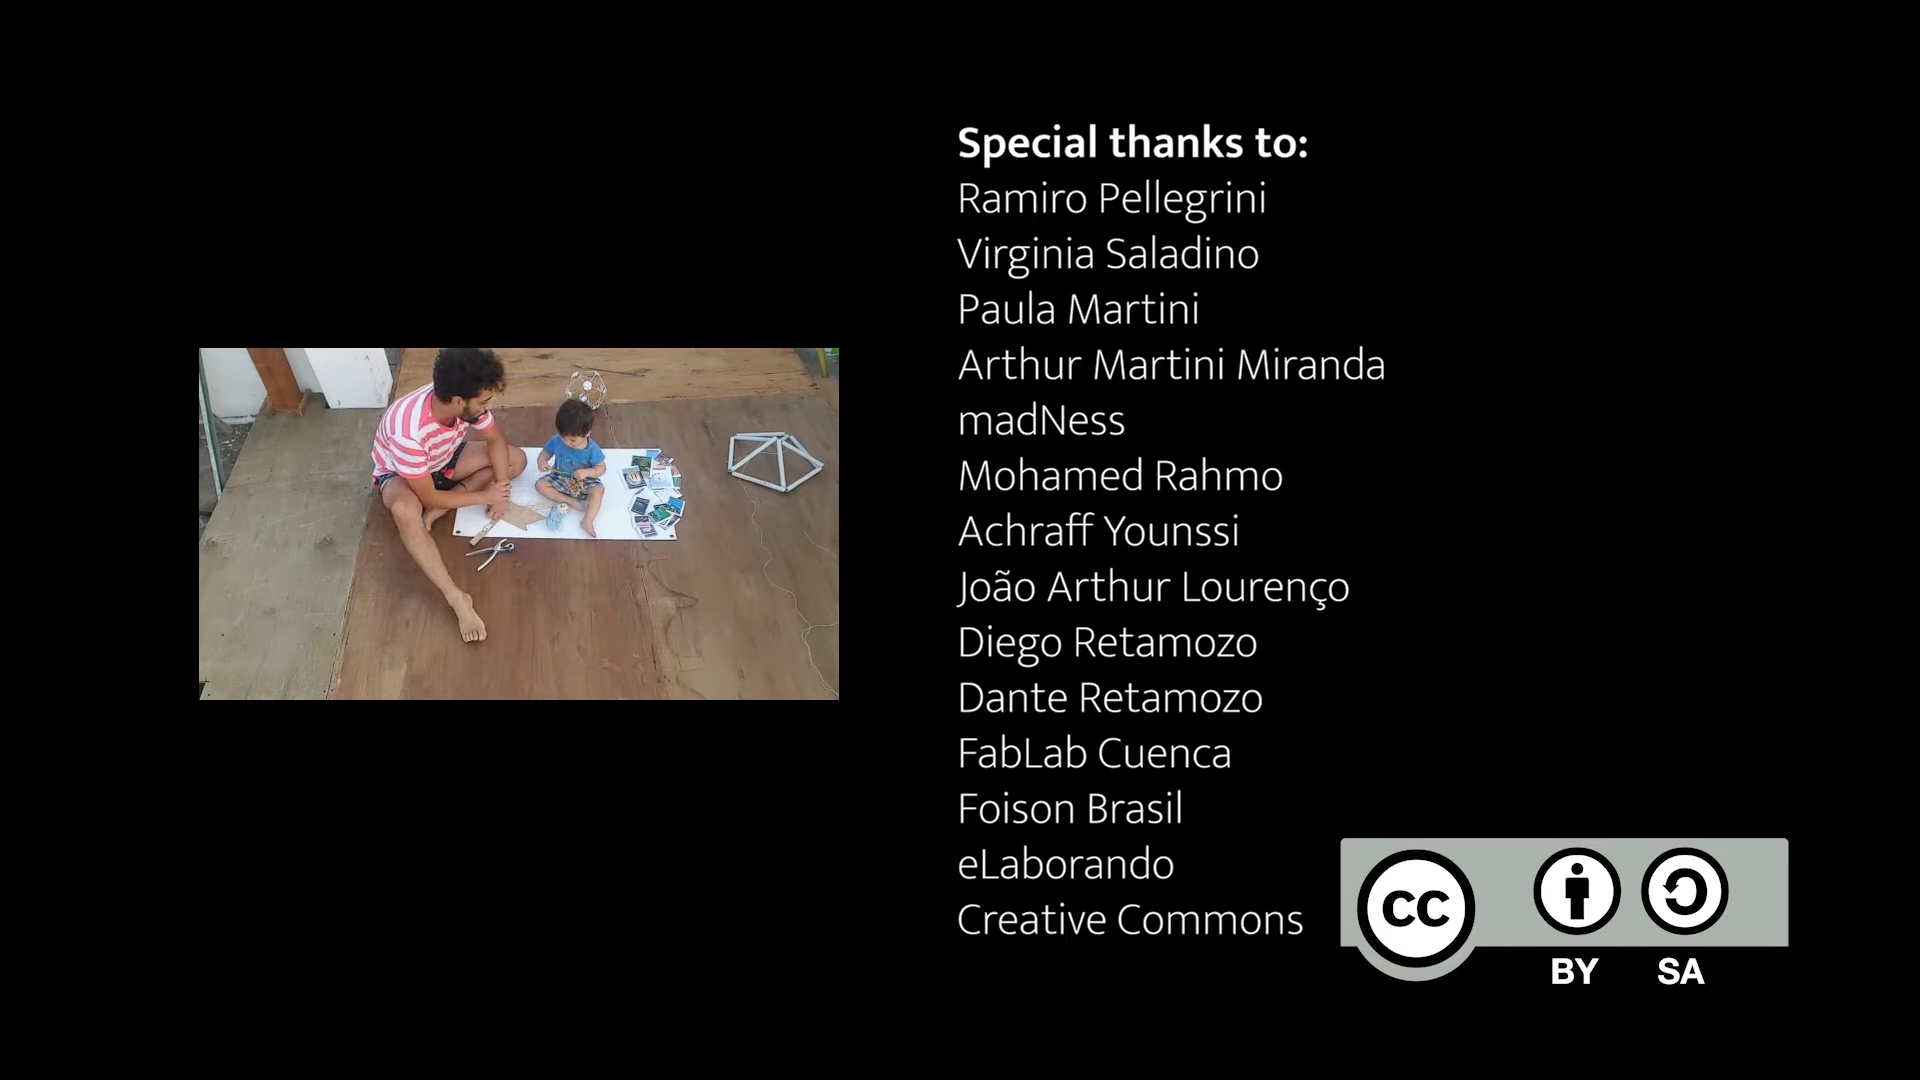 Special thanks to:
Ramiro Pellegrini
Virginia Saladino
Paula Martini
Arthur Martini Miranda
madNess
Mohamed Rahmo
Achraff Younssi
João Arthur Lourenço
Diego Retamozo
Dante Retamozo
FabLab Cuenca
Foison Brasil
eLaborando
Creative Commons
cc
BY SA